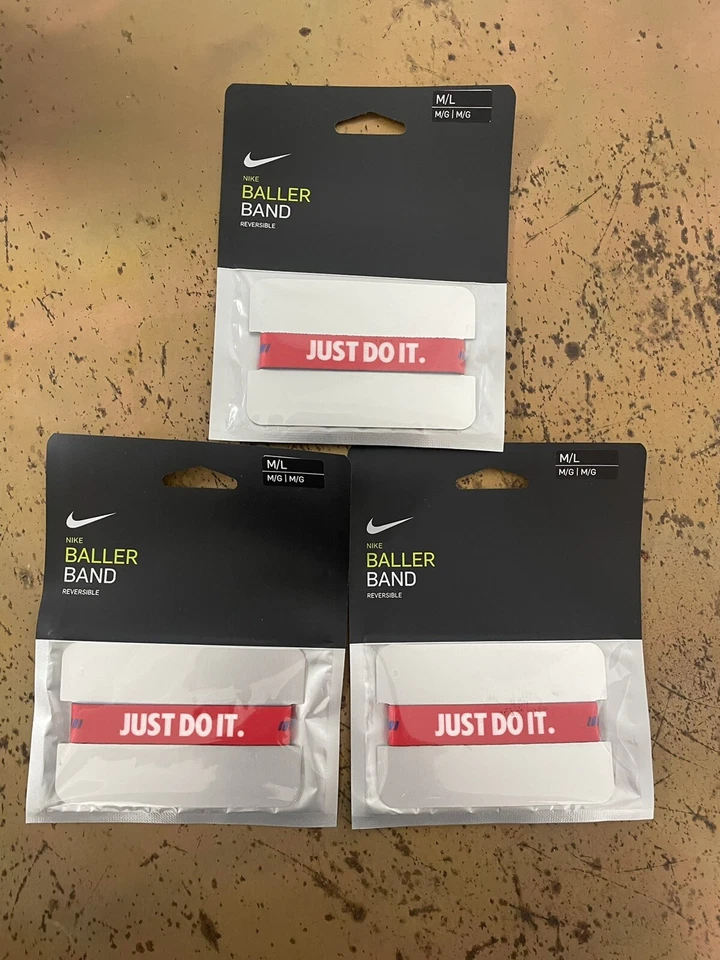 M/L
M/G | M/G
NIKE
BALLER
BAND
REVERSIBLE
JUST DO IT.
M/L
M/G | M/G
NIKE
BALLER
BAND
REVERSIBLE
JUST DO IT.
M/L
M/G | M/G
NIKE
BALLER
BAND
REVERSIBLE
JUST DO IT.